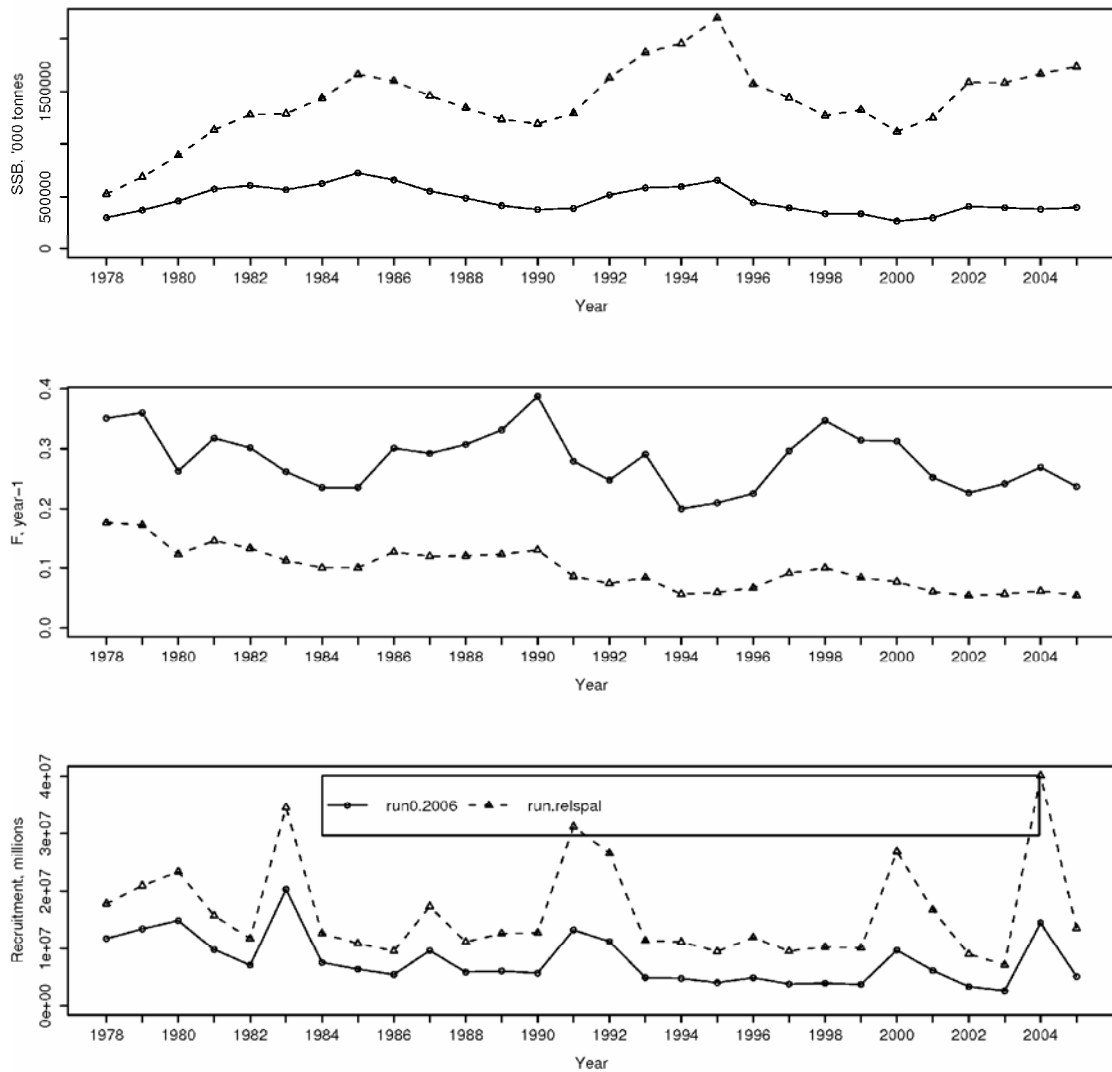 SSB. '000 tonnes
1500000
500000
0
1978 1980 1982 1984 1986 1988 1990 1992 1994 1996 1998 2000 2002 2004
Year
F, year-1
0.4
0.3
0.2
0.1
0.0
1978 1980 1982 1984 1986 1988 1990 1992 1994 1996 1998 2000 2002 2004
Year
Recruitment, millions
4e+07
3e+07
2e+07
1e+07
0e+00
run0.2006 run.relspal
1978 1980 1982 1984 1986 1988 1990 1992 1994 1996 1998 2000 2002 2004
Year